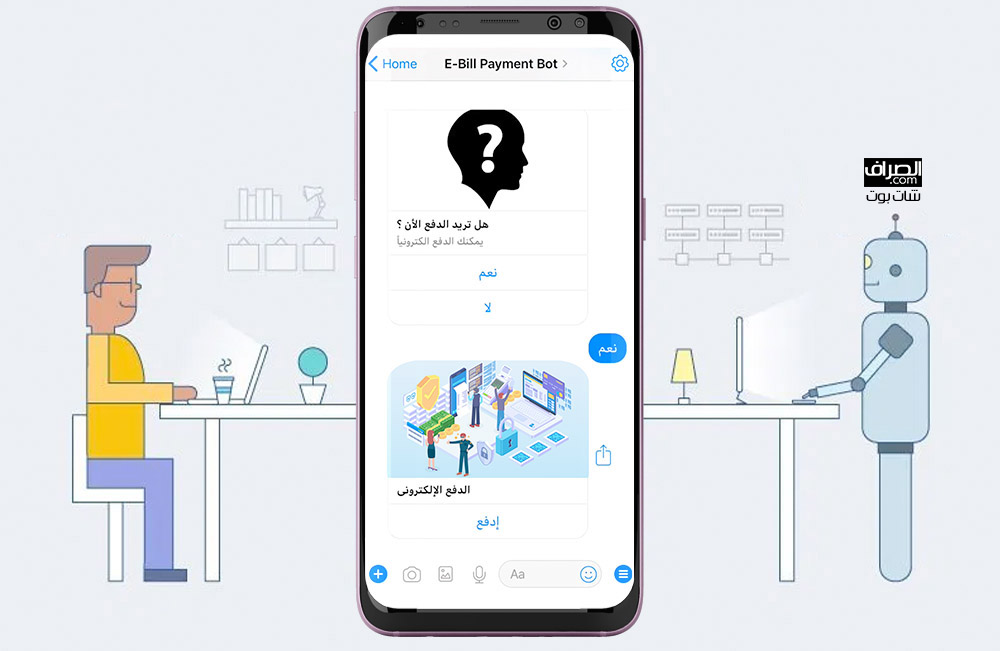 Home
E-Bill Payment Bot
هل تريد الدفع الأن ؟
يمكنك الدفع الكترونياً
نعم
لا
نعم
الدفع الإلكترونى
إدفع
Aa
الصراف
.com
شات بوت